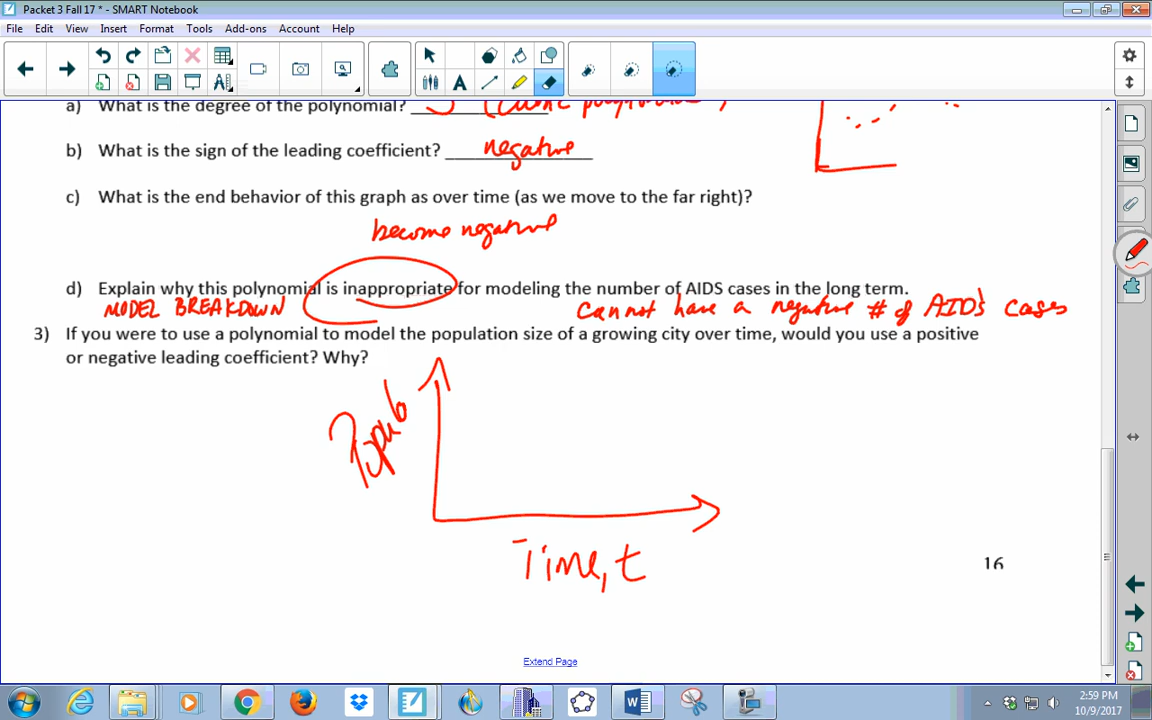 Packet 3 Fall 17 * - SMART Notebook
File Edit View Insert Format Tools Add-ons Account Help
a) What is the degree of the polynomial?
b) What is the sign of the leading coefficient? negative
c) What is the end behavior of this graph as over time (as we move to the far right)?
become negative
d) Explain why this polynomial is inappropriate for modeling the number of AIDS cases in the long term.
MODEL BREAKDOWN cannot have a negative # of AID's cases
3) If you were to use a polynomial to model the population size of a growing city over time, would you use a positive
or negative leading coefficient? Why?
Popul
Time, t
16
Extend Page
2:59 PM
10/9/2017